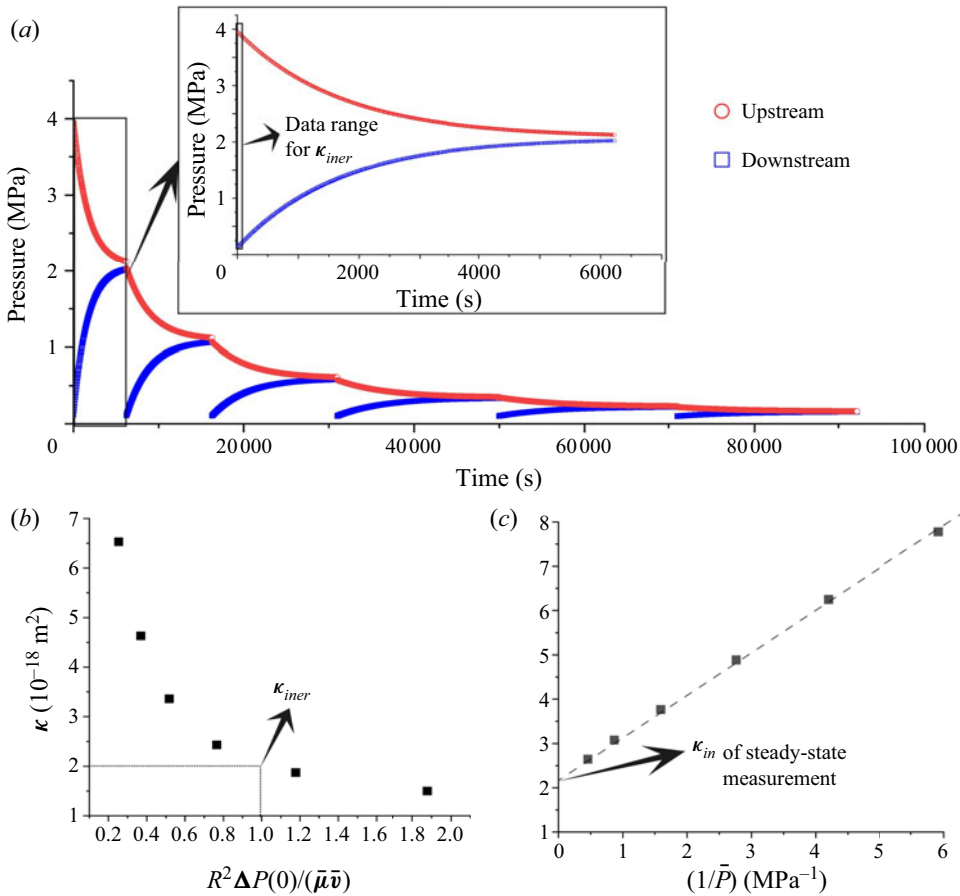 (a)
Pressure (MPa)
4
3
2
1
0
20000
40000
60000
80000
100 000
Time (s)
Pressure (MPa)
4
3
2
1
0
2000
4000
6000
Time (s)
Data range
for κiner
Upstream
Downstream
(b)
κ (10−18 m2)
7
6
5
4
3
2
1
0.4
0.6
0.8
1.0
1.2
1.4
1.6
1.8
2.0
κiner
R2ΔP(0)/(μ̄v̄)
(c)
8
7
6
5
4
3
2
1
0
1
2
3
4
5
6
κin of steady-state
measurement
(1/P̄) (MPa−1)